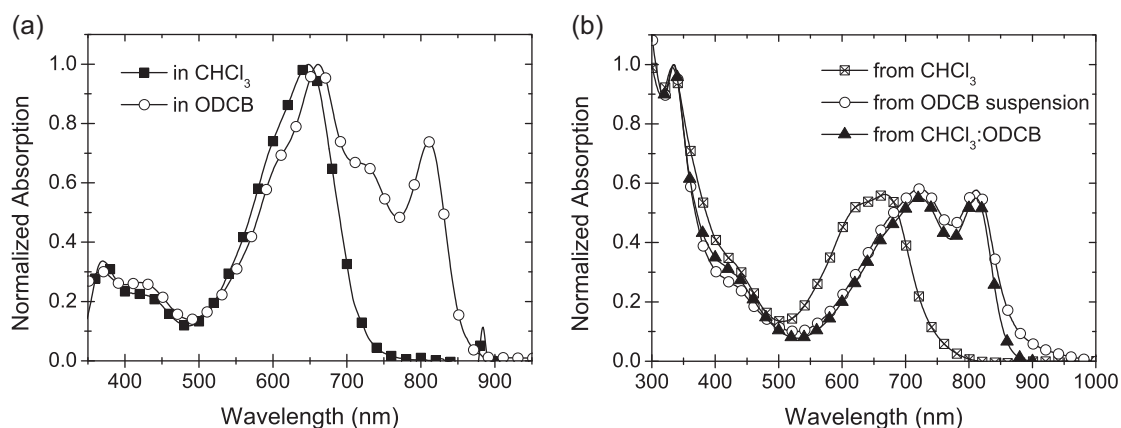 (a)
in CHCl3
in ODCB
Normalized Absorption
1.0
0.8
0.6
0.4
0.2
0.0
400 500 600 700 800 900
Wavelength (nm)
(b)
from CHCl3
from ODCB suspension
from CHCl3:ODCB
Normalized Absorption
1.0
0.8
0.6
0.4
0.2
0.0
300 400 500 600 700 800 900 1000
Wavelength (nm)